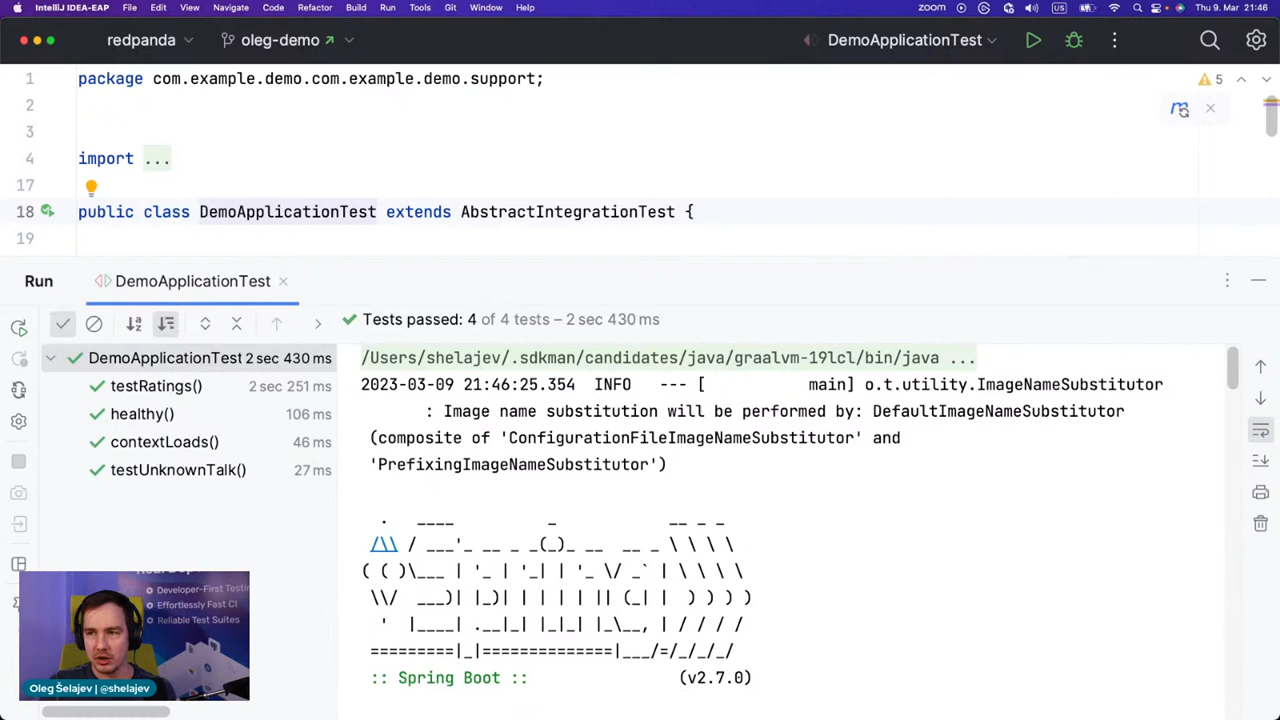 IntelliJ IDEA-EAP File Edit View Navigate Code Refactor Build Run Tools Git Window Help zoom US Thu 9. Mar 21:46
redpanda oleg-demo DemoApplicationTest
1 package com.example.demo.com.example.demo.support; 5
2
3
4 import ...
17
18 public class DemoApplicationTest extends AbstractIntegrationTest {
19
Run DemoApplicationTest
Tests passed: 4 of 4 tests – 2 sec 430 ms
DemoApplicationTest 2 sec 430 ms
testRatings() 2 sec 251 ms
healthy() 106 ms
contextLoads() 46 ms
testUnknownTalk() 27 ms
/Users/shelajev/.sdkman/candidates/java/graalvm-19lcl/bin/java ...
2023-03-09 21:46:25.354 INFO --- [ main] o.t.utility.ImageNameSubstitutor
: Image name substitution will be performed by: DefaultImageNameSubstitutor
(composite of 'ConfigurationFileImageNameSubstitutor' and
'PrefixingImageNameSubstitutor')
:: Spring Boot :: (v2.7.0)
Developer-First Testing
Effortlessly Fast CI
Reliable Test Suites
Oleg Šelajev | @shelajev